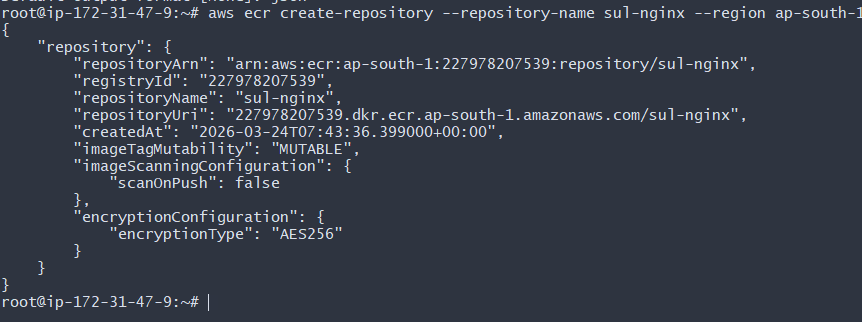 root@ip-172-31-47-9:~# aws ecr create-repository --repository-name sul-nginx --region ap-south-1
{
    "repository": {
        "repositoryArn": "arn:aws:ecr:ap-south-1:227978207539:repository/sul-nginx",
        "registryId": "227978207539",
        "repositoryName": "sul-nginx",
        "repositoryUri": "227978207539.dkr.ecr.ap-south-1.amazonaws.com/sul-nginx",
        "createdAt": "2026-03-24T07:43:36.399000+00:00",
        "imageTagMutability": "MUTABLE",
        "imageScanningConfiguration": {
            "scanOnPush": false
        },
        "encryptionConfiguration": {
            "encryptionType": "AES256"
        }
    }
}
root@ip-172-31-47-9:~#